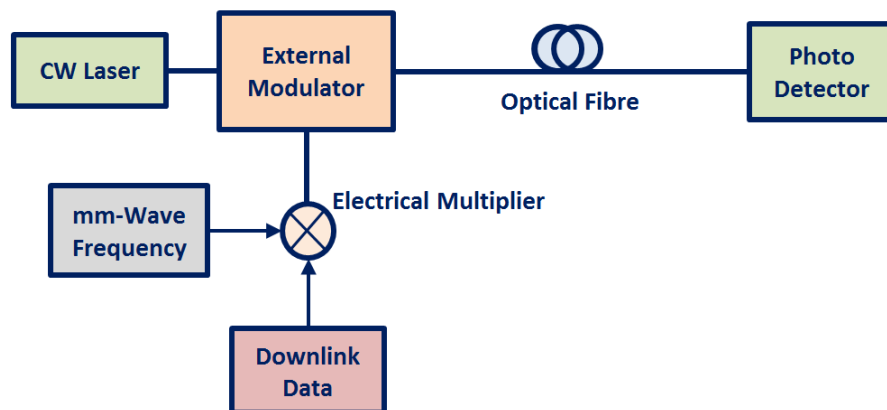 CW Laser
External
Modulator
Optical Fibre
Photo
Detector
Electrical Multiplier
mm-Wave
Frequency
Downlink
Data